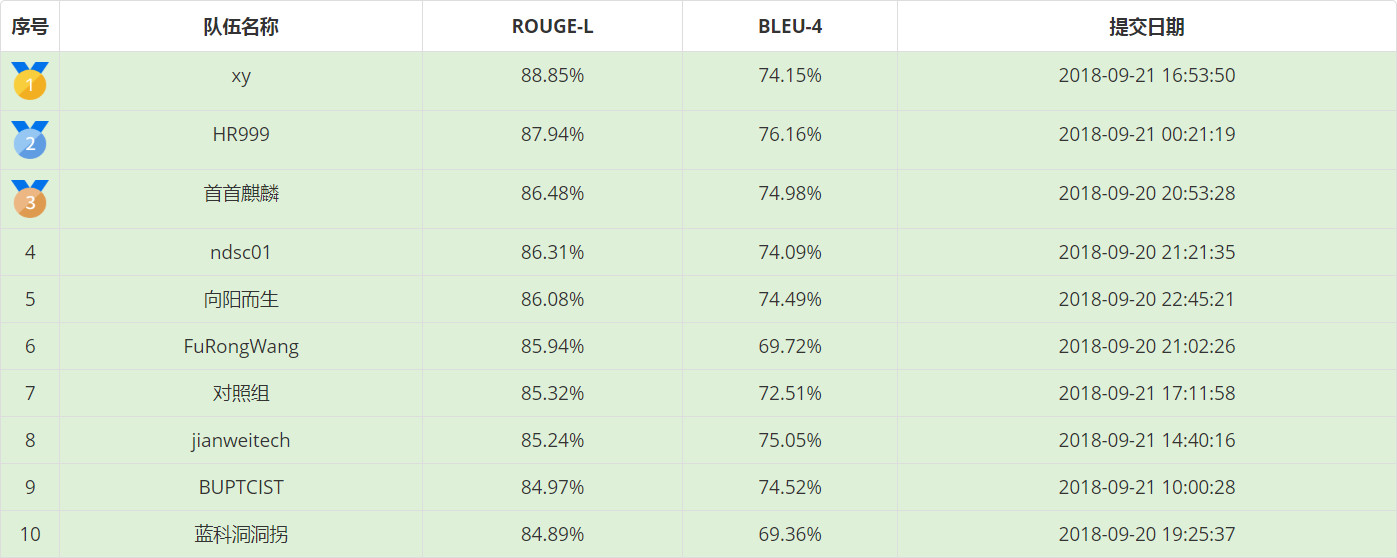 序号 队伍名称 ROUGE-L BLEU-4 提交日期
1 xy 88.85% 74.15% 2018-09-21 16:53:50
2 HR999 87.94% 76.16% 2018-09-21 00:21:19
3 首首麒麟 86.48% 74.98% 2018-09-20 20:53:28
4 ndsc01 86.31% 74.09% 2018-09-20 21:21:35
5 向阳而生 86.08% 74.49% 2018-09-20 22:45:21
6 FuRongWang 85.94% 69.72% 2018-09-20 21:02:26
7 对照组 85.32% 72.51% 2018-09-21 17:11:58
8 jianweitech 85.24% 75.05% 2018-09-21 14:40:16
9 BUPTCIST 84.97% 74.52% 2018-09-21 10:00:28
10 蓝科洞洞拐 84.89% 69.36% 2018-09-20 19:25:37